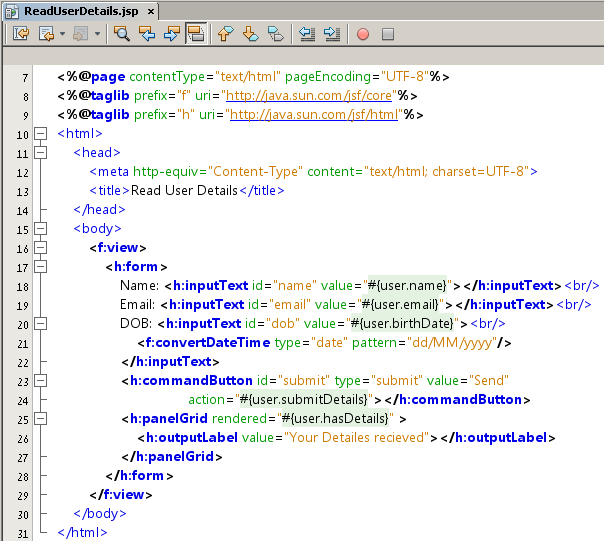 ReadUserDetails.jsp x
7 <%@page contentType="text/html" pageEncoding="UTF-8"%>
8 <%@taglib prefix="f" uri="http://java.sun.com/jsf/core"%>
9 <%@taglib prefix="h" uri="http://java.sun.com/jsf/html"%>
10 <html>
11 <head>
12 <meta http-equiv="Content-Type" content="text/html; charset=UTF-8">
13 <title>Read User Details</title>
14 </head>
15 <body>
16 <f:view>
17 <h:form>
18 Name: <h:inputText id="name" value="#{user.name}"></h:inputText><br/>
19 Email: <h:inputText id="email" value="#{user.email}"></h:inputText><br/>
20 DOB: <h:inputText id="dob" value="#{user.birthDate}"><br/>
21 <f:convertDateTime type="date" pattern="dd/MM/yyyy"/>
22 </h:inputText>
23 <h:commandButton id="submit" type="submit" value="Send"
24 action="#{user.submitDetails}"></h:commandButton>
25 <h:panelGrid rendered="#{user.hasDetails}" >
26 <h:outputLabel value="Your Detailes recieved"></h:outputLabel>
27 </h:panelGrid>
28 </h:form>
29 </f:view>
30 </body>
31 </html>